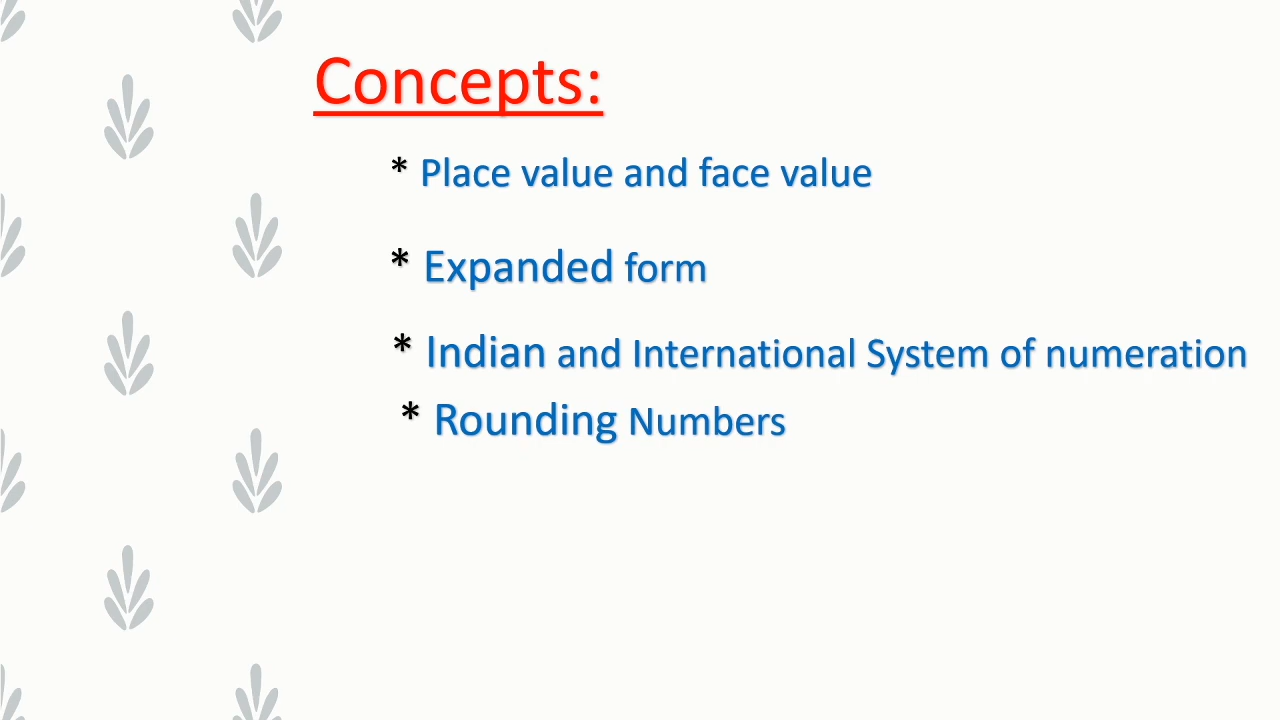 Concepts:
* Place value and face value
* Expanded form
* Indian and International System of numeration
* Rounding Numbers